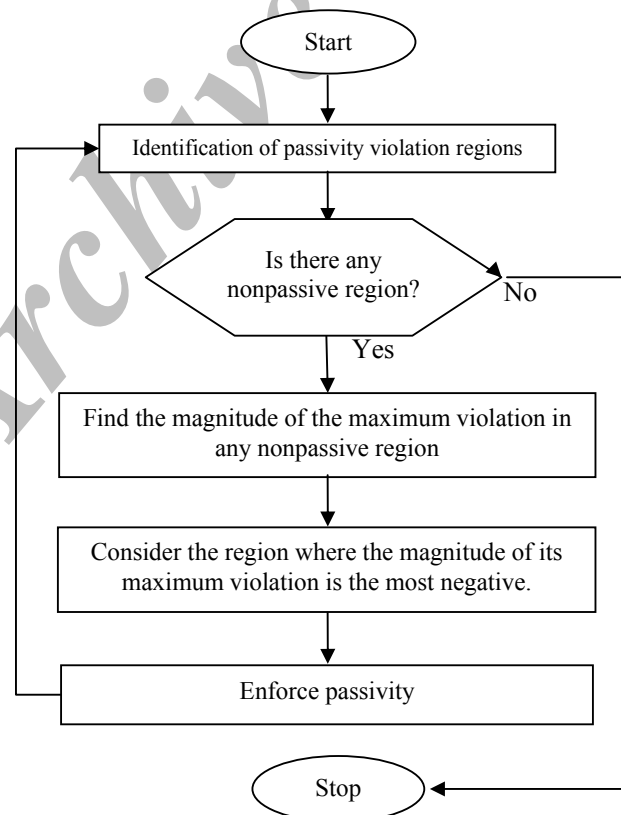 Start
Identification of passivity violation regions
Is there any
nonpassive region?
No
Yes
Find the magnitude of the maximum violation in
any nonpassive region
Consider the region where the magnitude of its
maximum violation is the most negative.
Enforce passivity
Stop
Archive